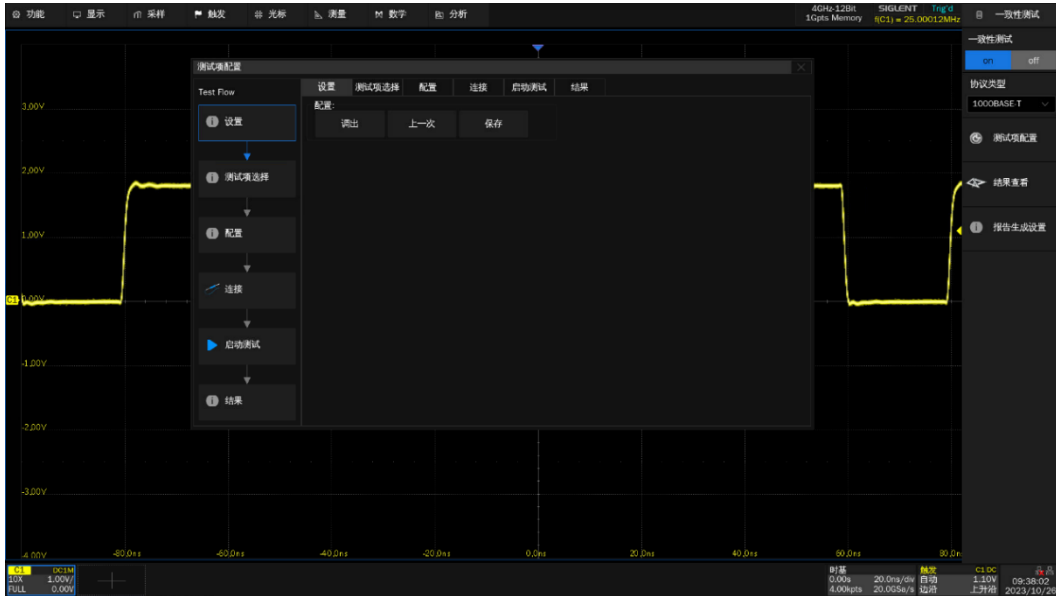 功能 显示 采样 触发 光标 测量 数学 分析
4GHz-12Bit SIGLENT Trig'd
1Gpts Memory f(C1) = 25.00012MHz
一致性测试
一致性测试
on off
协议类型
1000BASE-T
测试项配置
结果查看
报告生成设置
测试项配置
Test Flow
设置
测试项选择
配置
连接
启动测试
结果
设置 测试项选择 配置 连接 启动测试 结果
配置:
调出 上一次 保存
3.00V
2.00V
1.00V
C1 0.00V
-1.00V
-2.00V
-3.00V
-4.00V
-80.0ns -60.0ns -40.0ns -20.0ns 0.0ns 20.0ns 40.0ns 60.0ns 80.0n
C1 DC1M
10X 1.00V/
FULL 0.00V
时基
0.00s 20.0ns/div
4.00kpts 20.0GSa/s
触发 C1 DC
自动 1.10V
边沿 上升沿
09:38:02
2023/10/26